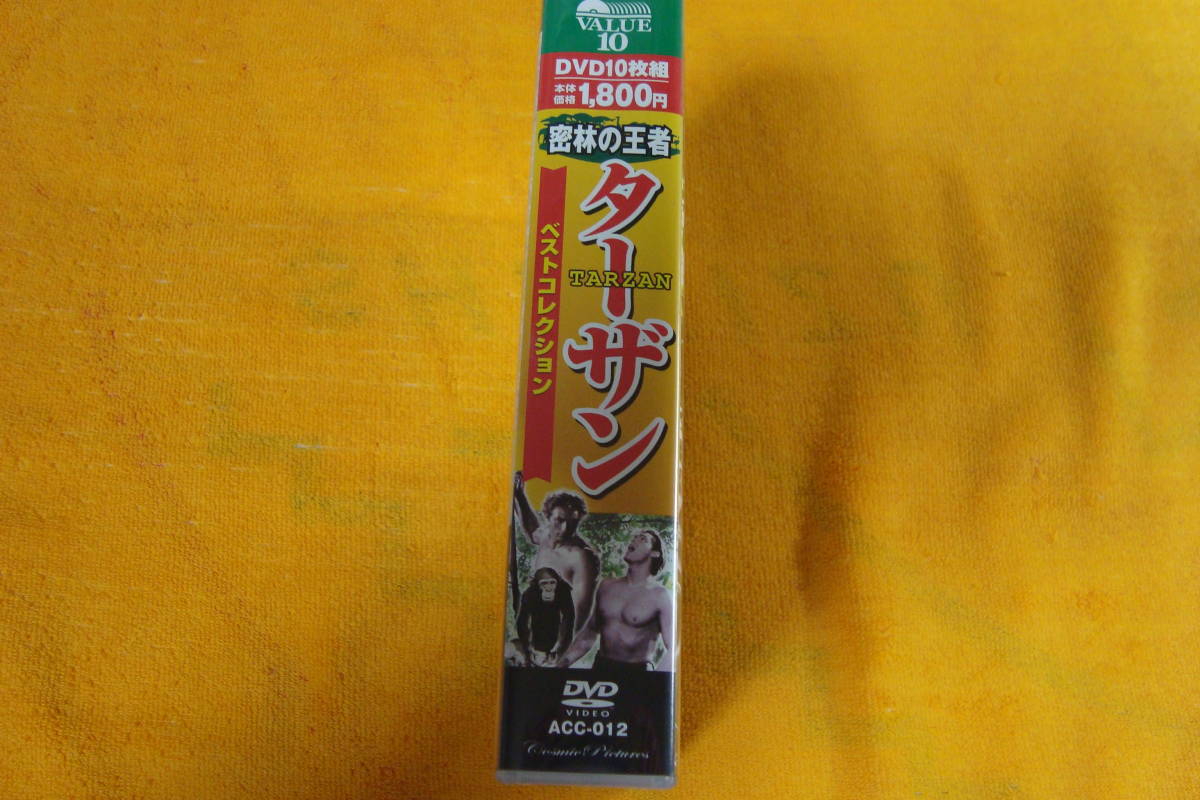 VALUE
10
DVD10枚組
本体価格 1,800円
密林の王者
ターザン
TARZAN
ベストコレクション
DVD
VIDEO
ACC-012
Cosmic Pictures